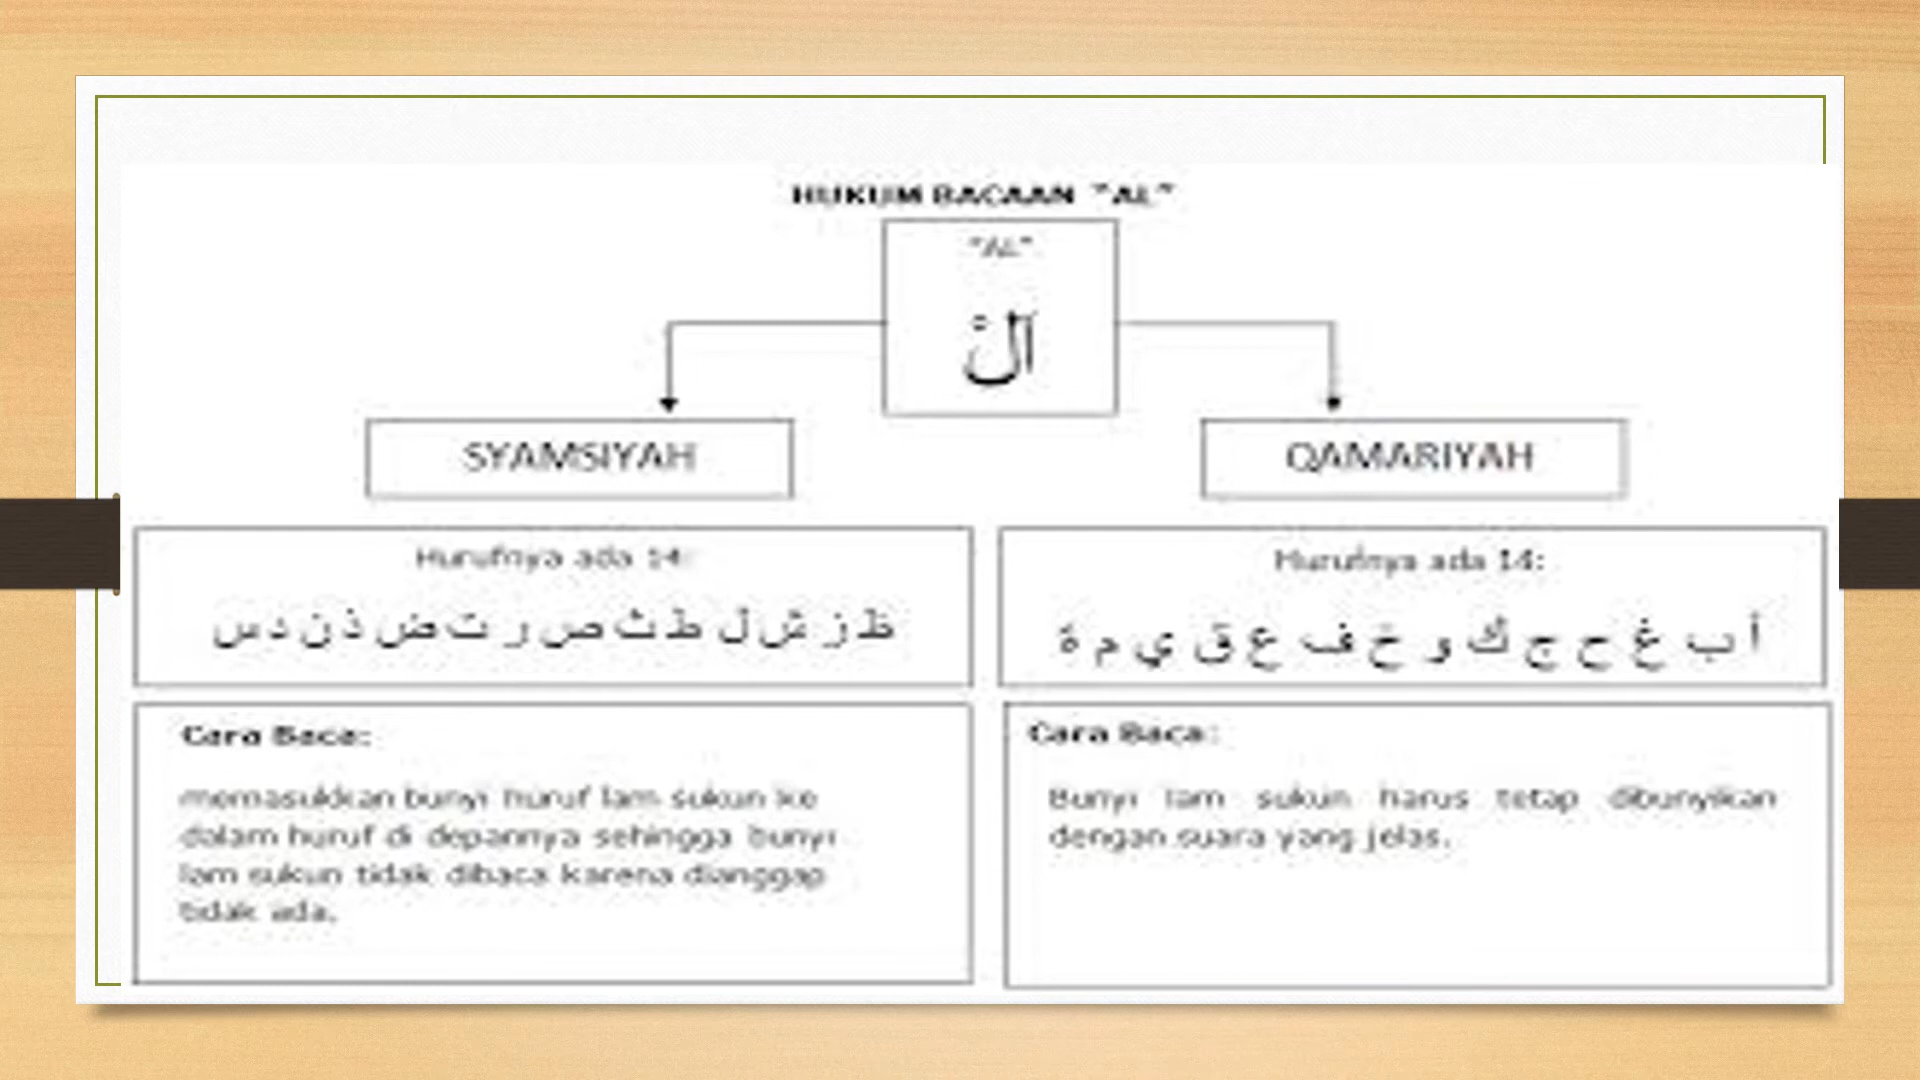 HUKUM BACAAN "AL"
"AL"
اَلْ
SYAMSIYAH
QAMARIYAH
Hurufnya ada 14:
ظ ز ش ل ط ث ص ر ت ض ذ ن د س
Hurufnya ada 14:
أ ب غ ح ج ك و خ ف ع ق ي م ة
Cara Baca:
memasukkan bunyi huruf lam sukun ke
dalam huruf di depannya sehingga bunyi
lam sukun tidak dibaca karena dianggap
tidak ada.
Cara Baca:
Bunyi lam sukun harus tetap dibunyikan
dengan suara yang jelas.